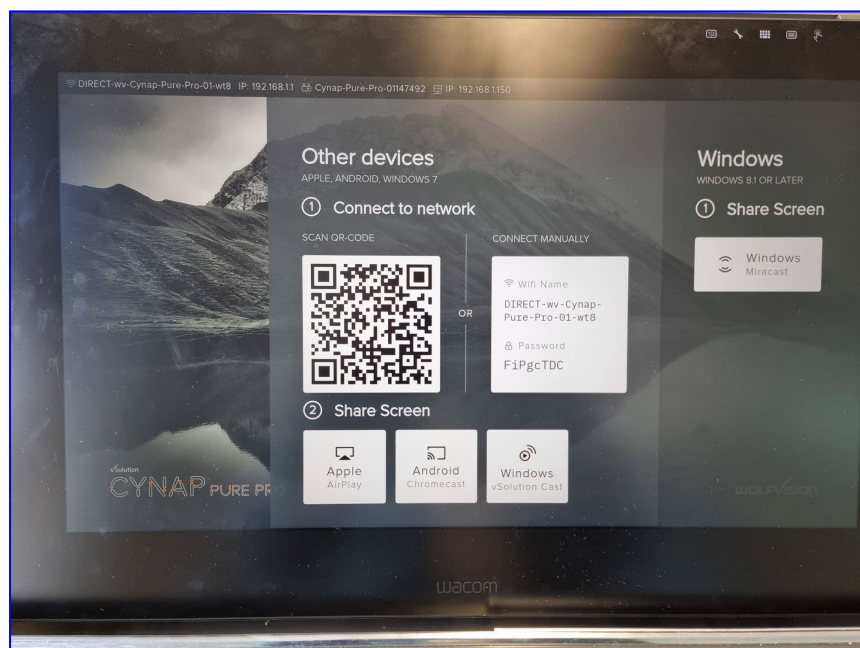 DIRECT-wv-Cynap-Pure-Pro-01-wt8 IP: 192.168.1.1 Cynap-Pure-Pro-01147492 IP: 192.168.1.150
Other devices
APPLE, ANDROID, WINDOWS 7
1 Connect to network
SCAN QR-CODE
OR
CONNECT MANUALLY
Wifi Name
DIRECT-wv-Cynap-
Pure-Pro-01-wt8
Password
FiPgcTDC
2 Share Screen
Apple
AirPlay
Android
Chromecast
Windows
vSolution Cast
Windows
WINDOWS 8.1 OR LATER
1 Share Screen
Windows
Miracast
vSolution
CYNAP PURE PR
WOLFVISION
wacom